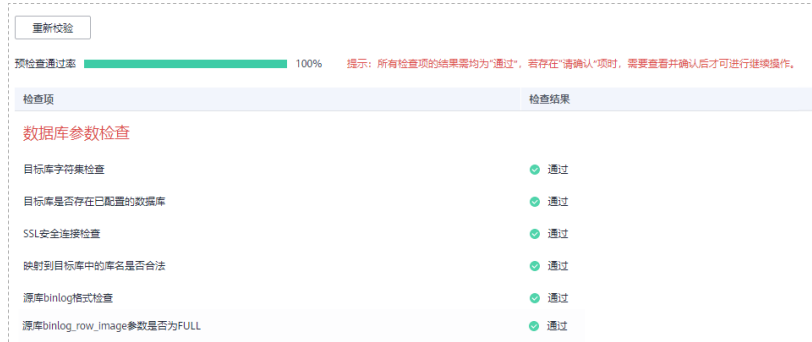 重新校验
预检查通过率 100% 提示：所有检查项的结果需均为“通过”，若存在“请确认”项时，需要查看并确认后才可进行继续操作。
检查项 检查结果
数据库参数检查
目标库字符集检查 通过
目标库是否存在已配置的数据库 通过
SSL安全连接检查 通过
映射到目标库中的库名是否合法 通过
源库binlog格式检查 通过
源库binlog_row_image参数是否为FULL 通过